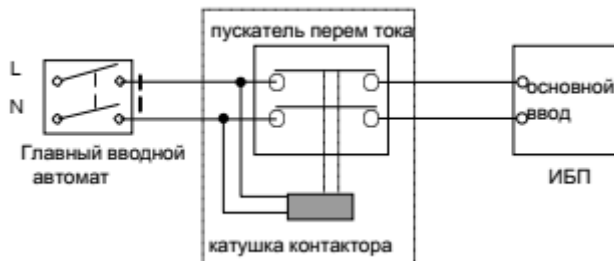 пускатель перем тока
L
N
основной
ввод
Главный вводной
автомат
ИБП
катушка контактора